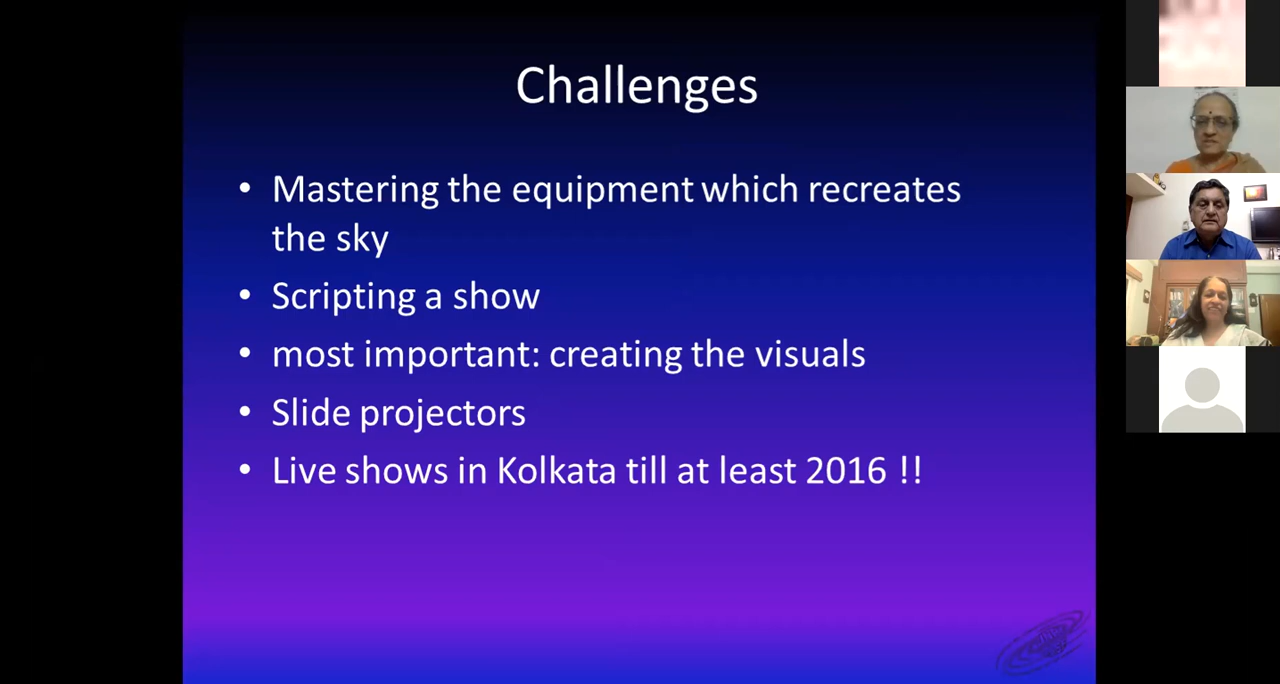 Challenges
• Mastering the equipment which recreates
the sky
• Scripting a show
• most important: creating the visuals
• Slide projectors
• Live shows in Kolkata till at least 2016 !!